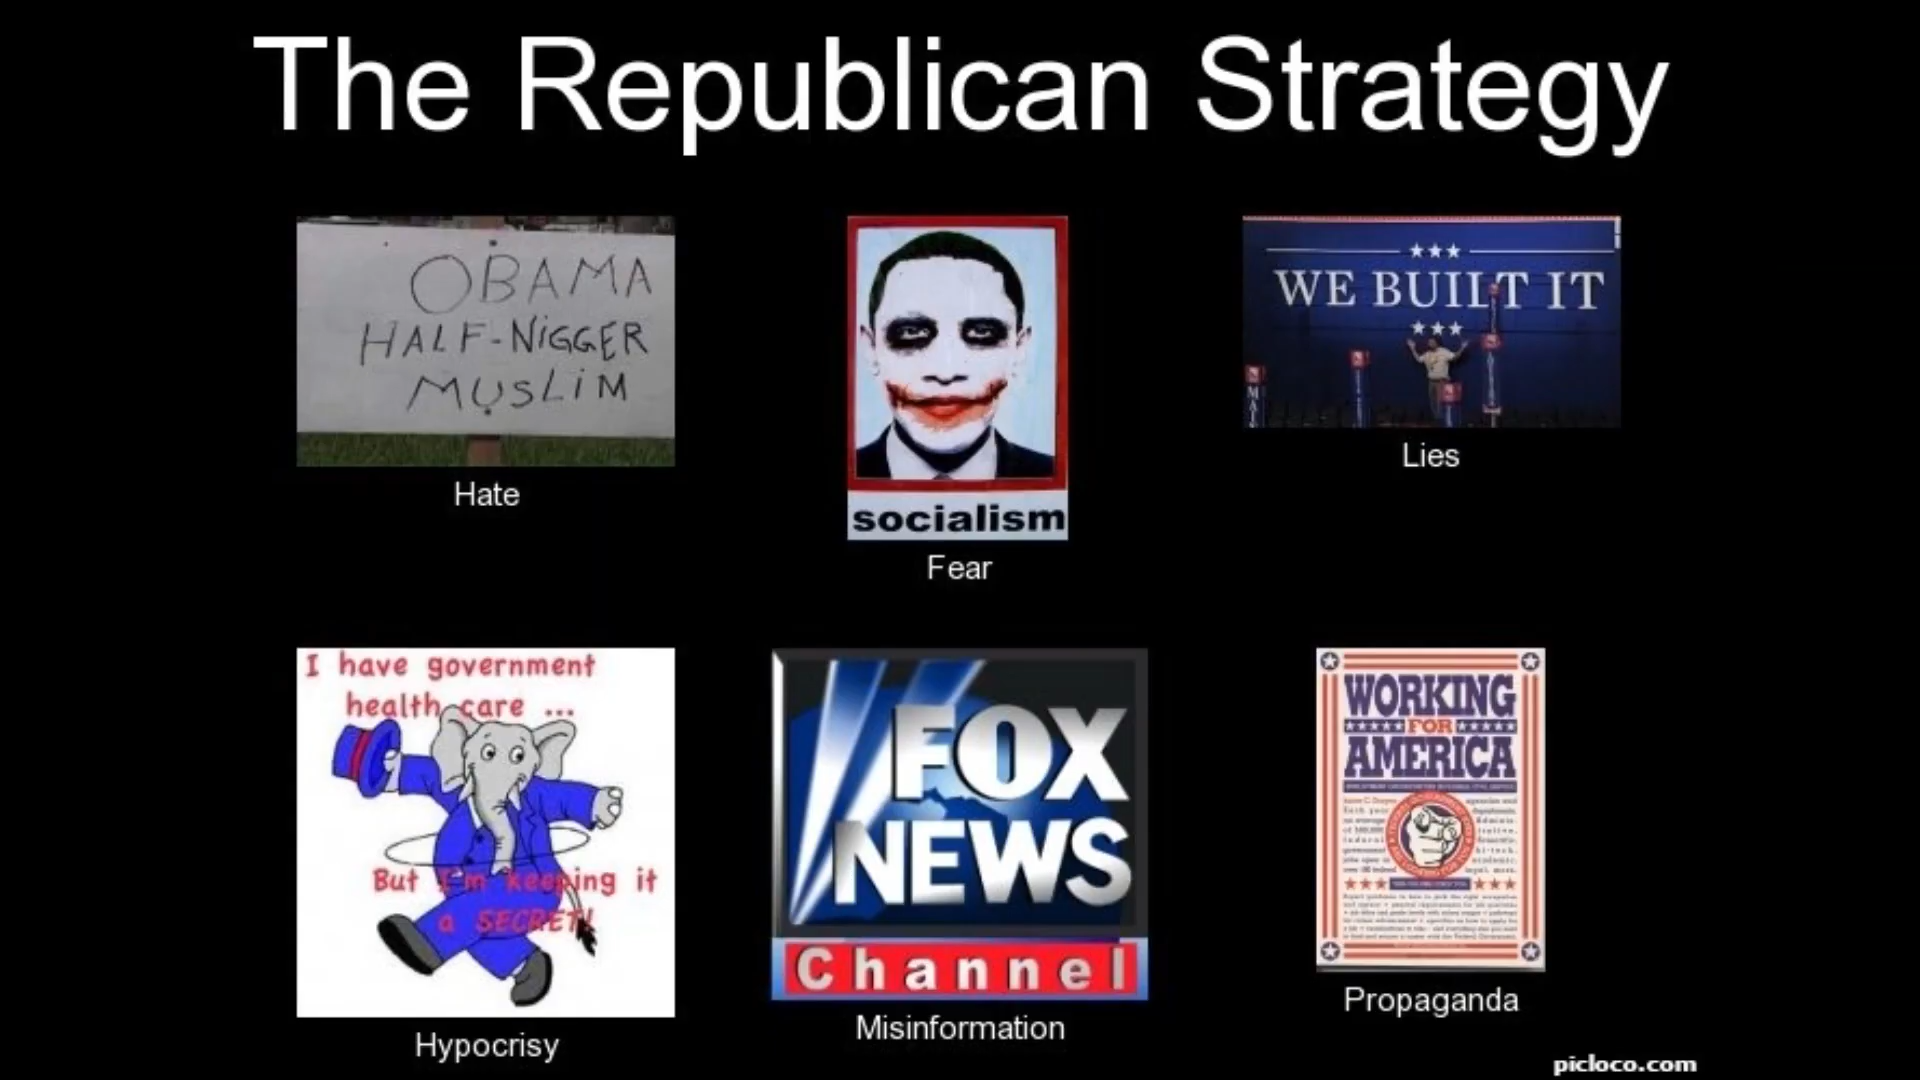 The Republican Strategy
OBAMA
HALF-NiGGER
MUSLiM
Hate
socialism
Fear
WE BUILT IT
Lies
I have government
health care ...
But I'm keeping it
a SECRET!
Hypocrisy
FOX
NEWS
Channel
Misinformation
WORKING
FOR
AMERICA
Propaganda
picloco.com